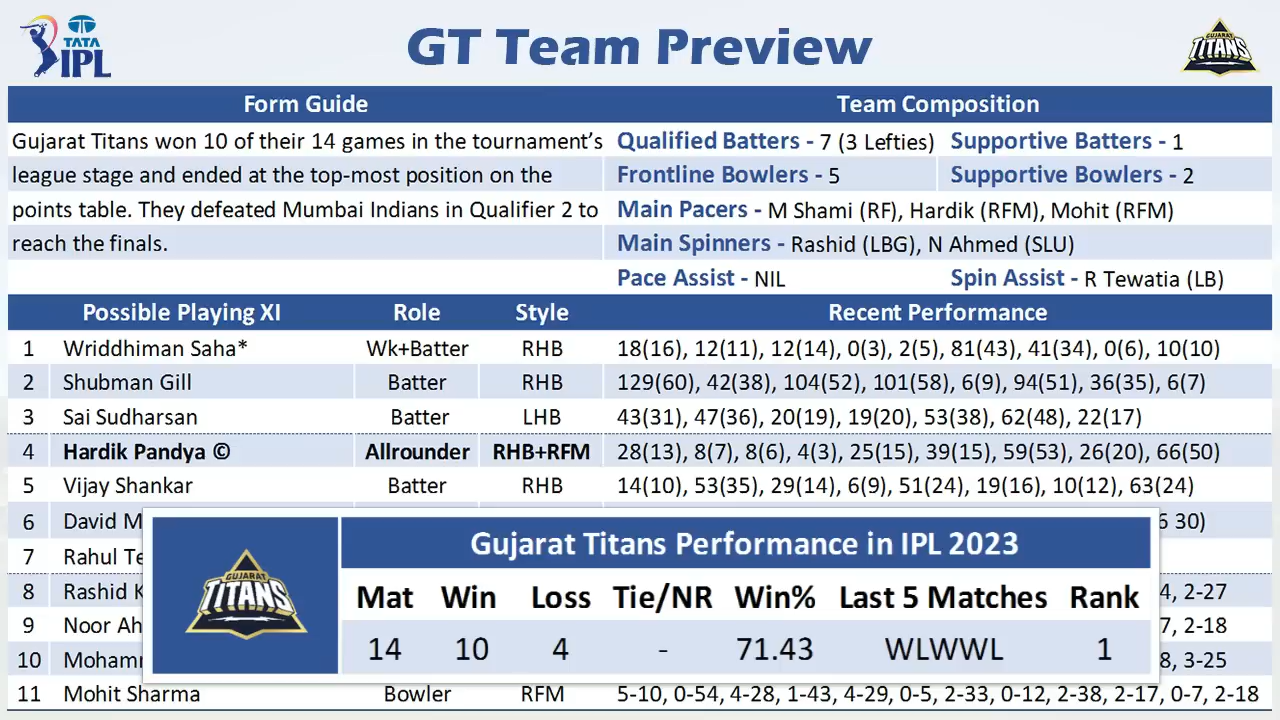 TATA
IPL
GT Team Preview
GUJARAT
TITANS
Form Guide
Team Composition
Gujarat Titans won 10 of their 14 games in the tournament's
league stage and ended at the top-most position on the
points table. They defeated Mumbai Indians in Qualifier 2 to
reach the finals.
Qualified Batters - 7 (3 Lefties) Supportive Batters - 1
Frontline Bowlers - 5 Supportive Bowlers - 2
Main Pacers - M Shami (RF), Hardik (RFM), Mohit (RFM)
Main Spinners - Rashid (LBG), N Ahmed (SLU)
Pace Assist - NIL Spin Assist - R Tewatia (LB)
Possible Playing XI Role Style Recent Performance
1 Wriddhiman Saha* Wk+Batter RHB 18(16), 12(11), 12(14), 0(3), 2(5), 81(43), 41(34), 0(6), 10(10)
2 Shubman Gill Batter RHB 129(60), 42(38), 104(52), 101(58), 6(9), 94(51), 36(35), 6(7)
3 Sai Sudharsan Batter LHB 43(31), 47(36), 20(19), 19(20), 53(38), 62(48), 22(17)
4 Hardik Pandya © Allrounder RHB+RFM 28(13), 8(7), 8(6), 4(3), 25(15), 39(15), 59(53), 26(20), 66(50)
5 Vijay Shankar Batter RHB 14(10), 53(35), 29(14), 6(9), 51(24), 19(16), 10(12), 63(24)
6 David M 6 30)
7 Rahul Te
8 Rashid K 4, 2-27
9 Noor Ah 7, 2-18
10 Mohamm 8, 3-25
11 Mohit Sharma Bowler RFM 5-10, 0-54, 4-28, 1-43, 4-29, 0-5, 2-33, 0-12, 2-38, 2-17, 0-7, 2-18
GUJARAT
TITANS
Gujarat Titans Performance in IPL 2023
Mat Win Loss Tie/NR Win% Last 5 Matches Rank
14 10 4 - 71.43 WLWWL 1